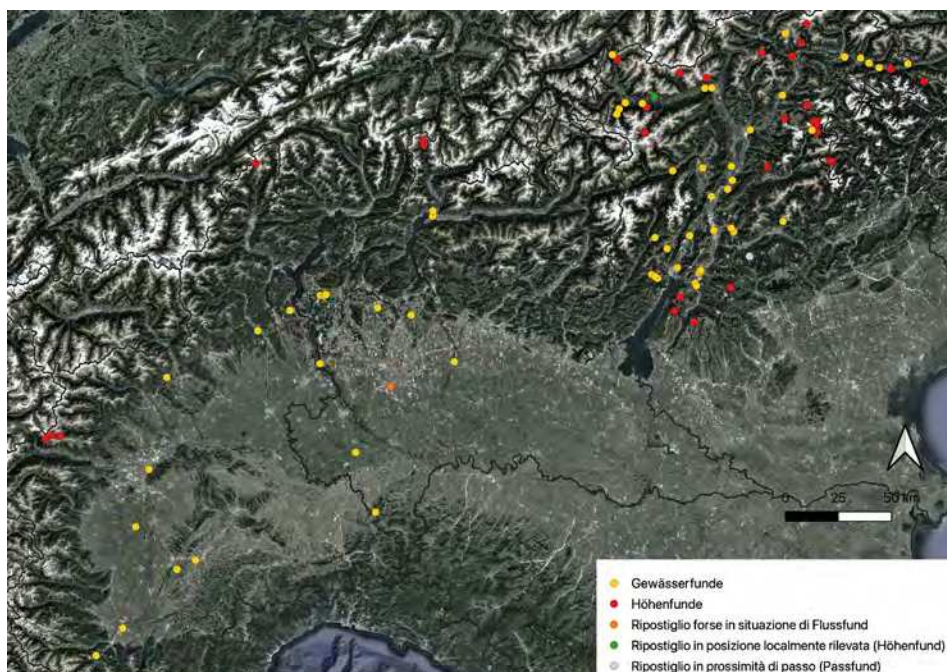 0 25 50 km
Gewässerfunde
Höhenfunde
Ripostiglio forse in situazione di Flussfund
Ripostiglio in posizione localmente rilevata (Höhenfund)
Ripostiglio in prossimità di passo (Passfund)